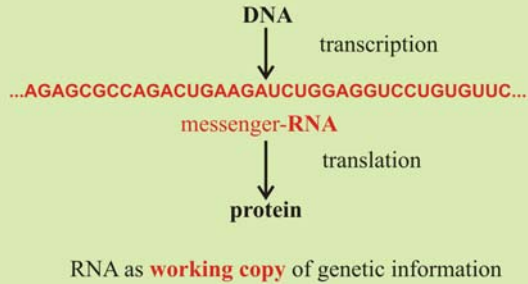 DNA
transcription
...AGAGCGCCAGACUGAAGAUCUGGAGGUCCUGUGUUC...
messenger-RNA
translation
protein
RNA as working copy of genetic information